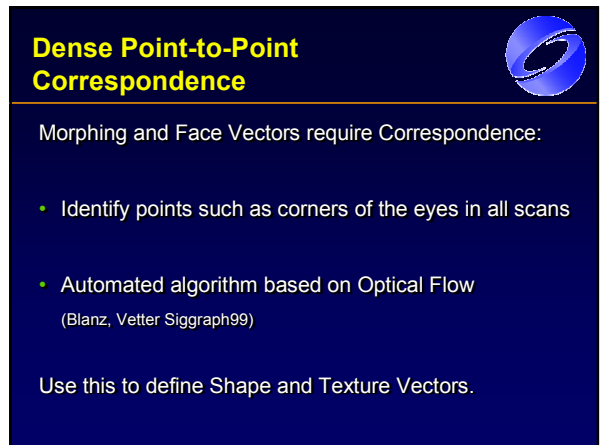 Dense Point-to-Point
Correspondence
Morphing and Face Vectors require Correspondence:
• Identify points such as corners of the eyes in all scans
• Automated algorithm based on Optical Flow
(Blanz, Vetter Siggraph99)
Use this to define Shape and Texture Vectors.